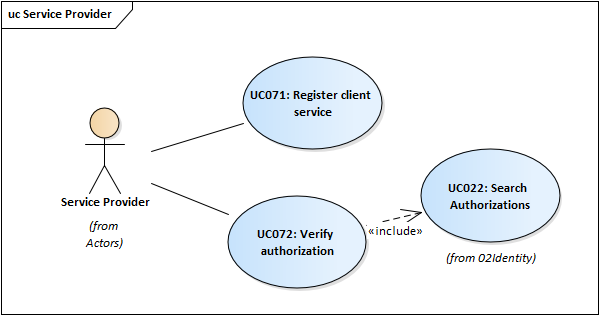 uc Service Provider
UC071: Register client
service
Service Provider
(from
Actors)
UC072: Verify
authorization
«include»
UC022: Search
Authorizations
(from 02Identity)